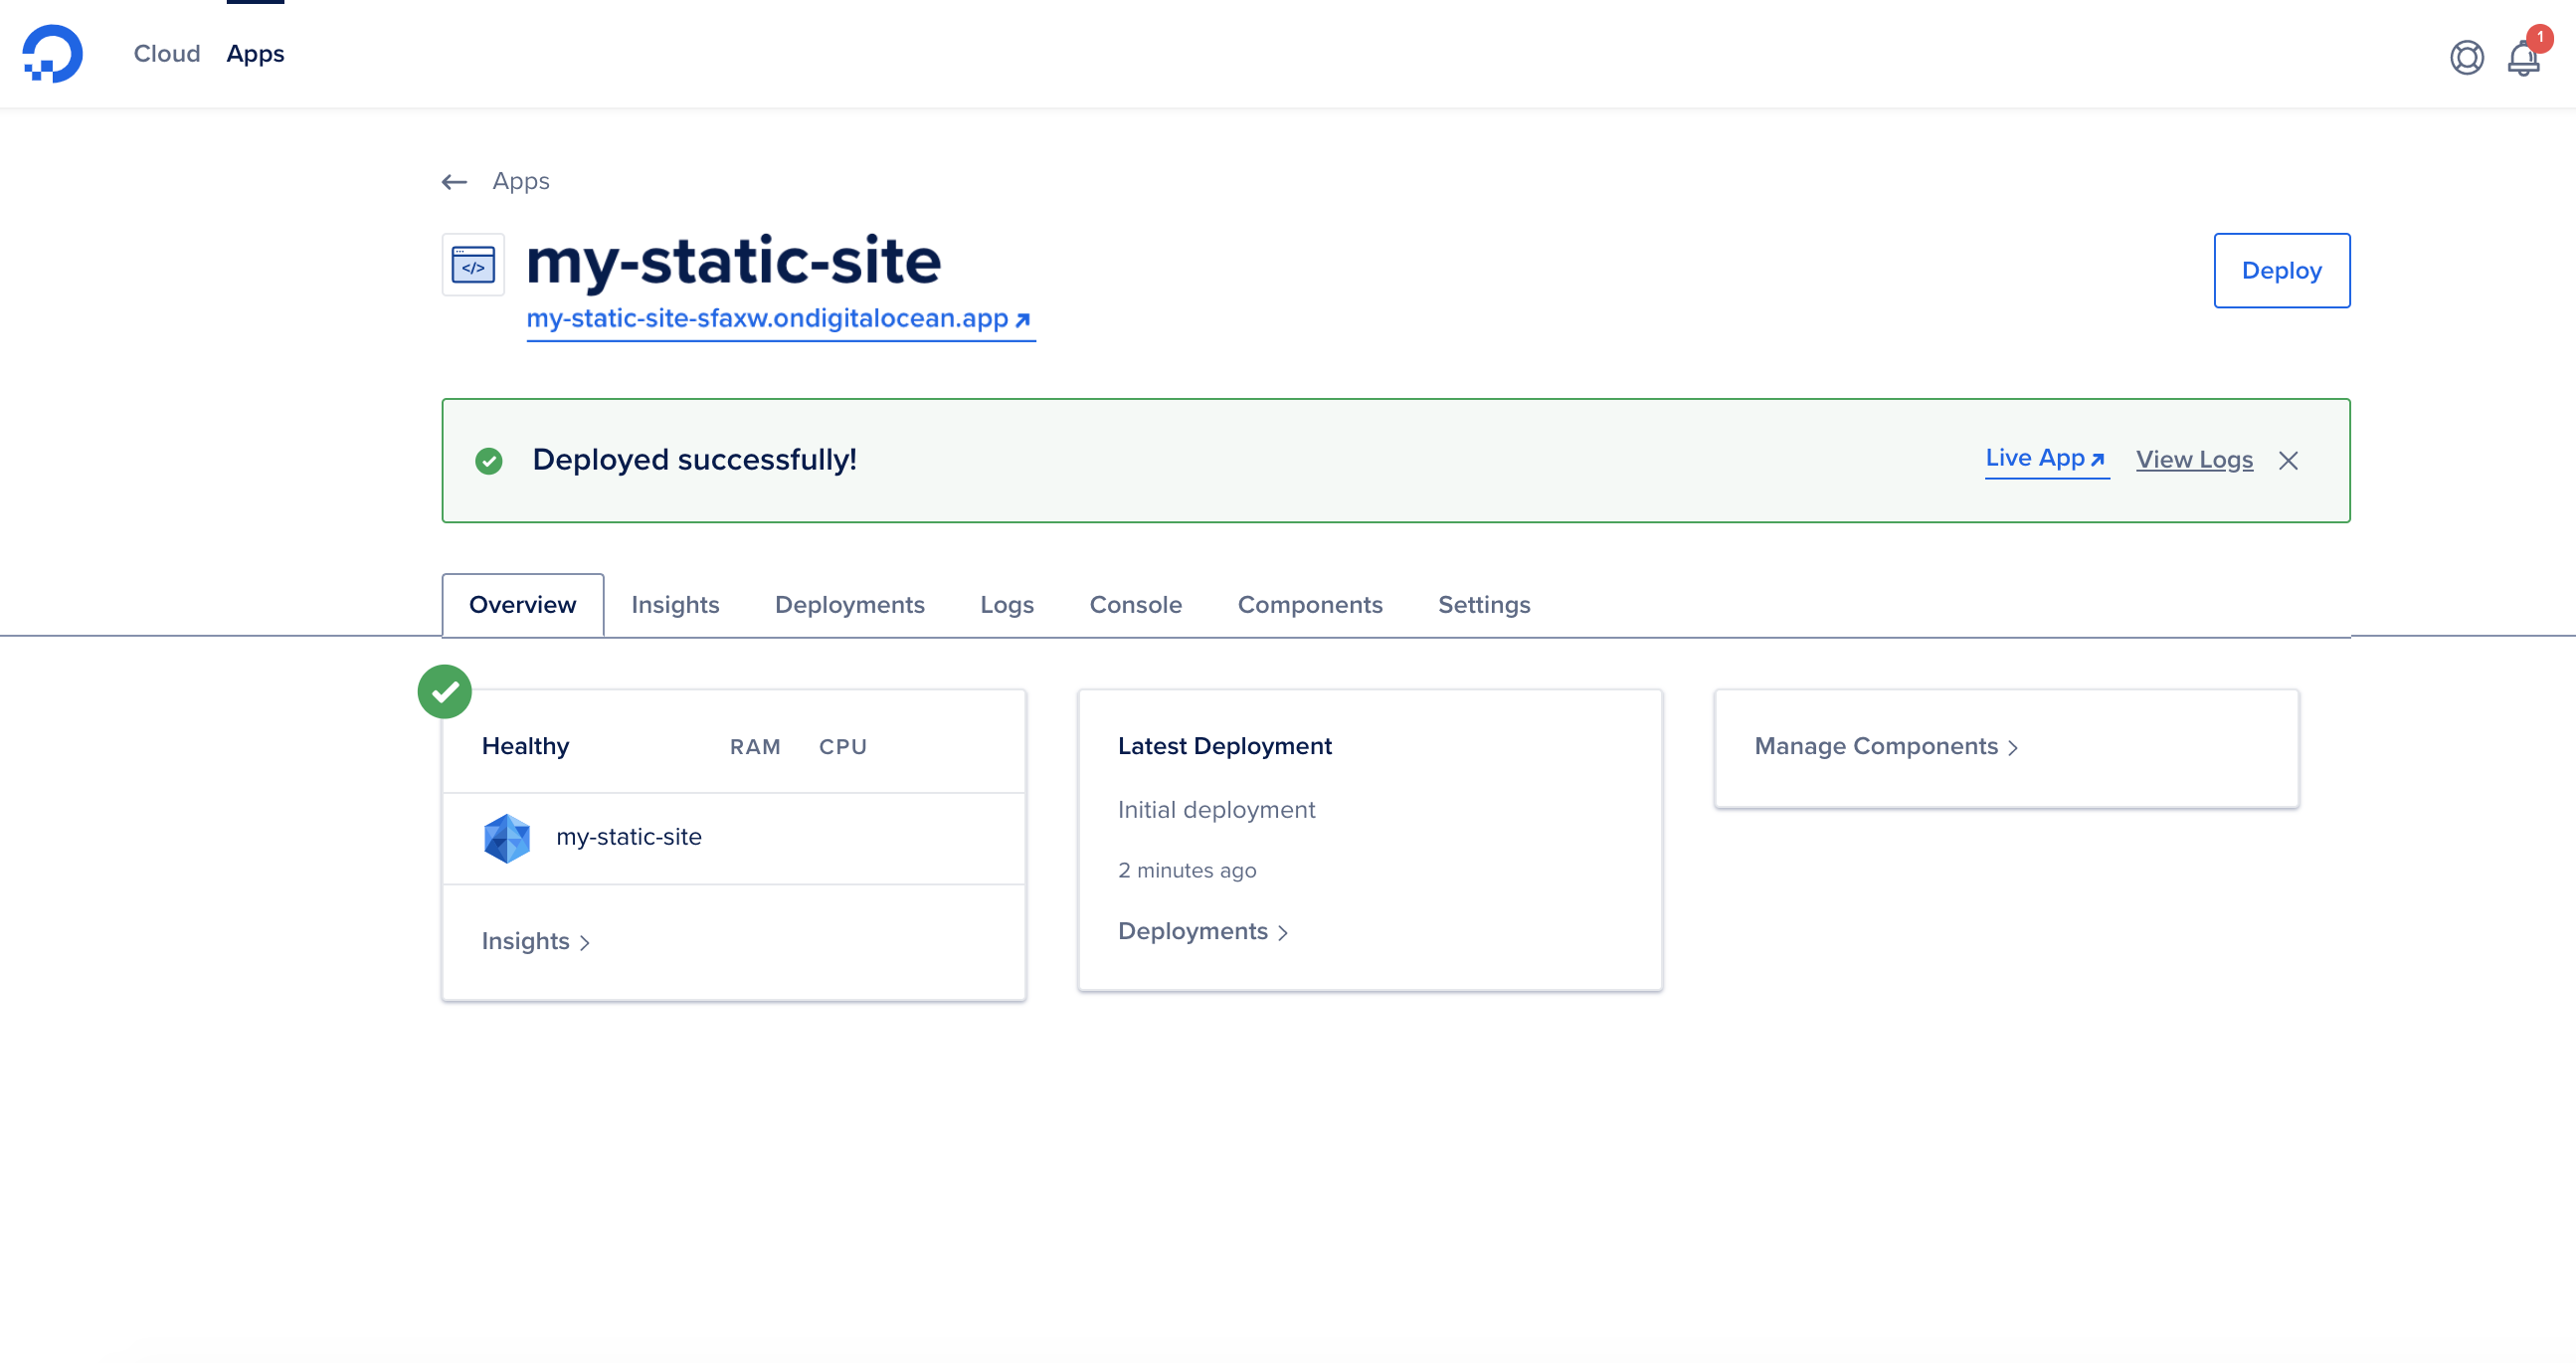 Cloud Apps
1
Apps
</>
my-static-site
my-static-site-sfaxw.ondigitalocean.app
Deploy
Deployed successfully!
Live App View Logs
Overview Insights Deployments Logs Console Components Settings
Healthy RAM CPU
my-static-site
Insights
Latest Deployment
Initial deployment
2 minutes ago
Deployments
Manage Components